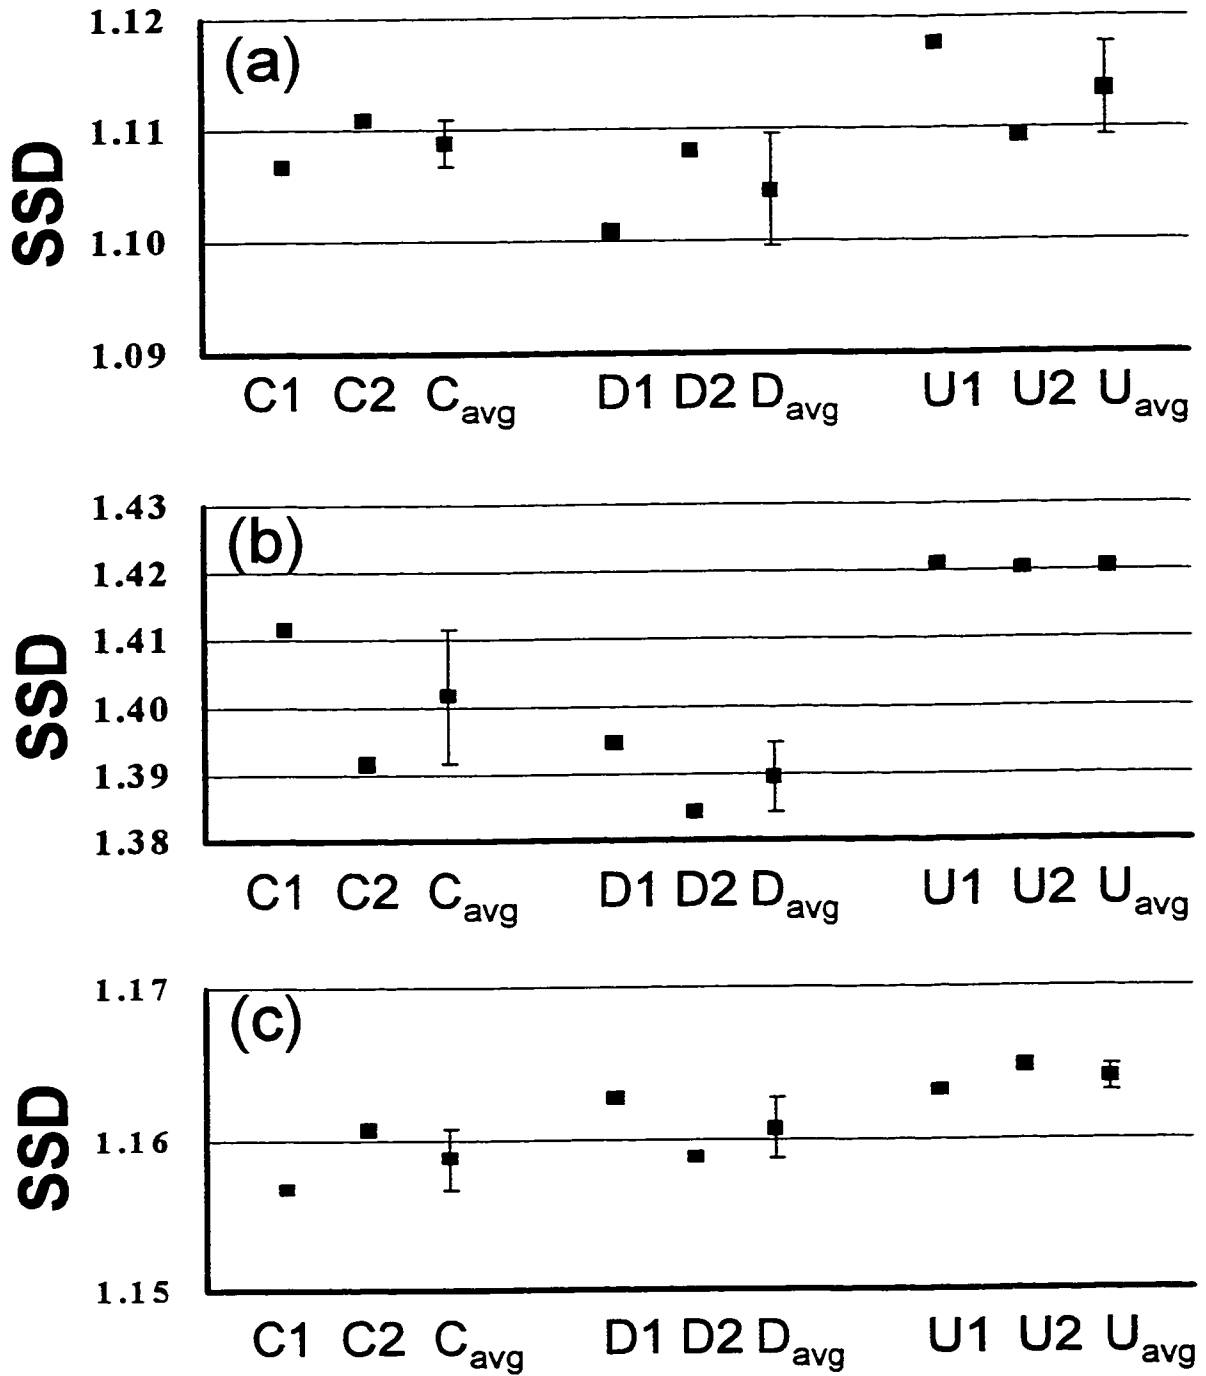 1.12
(a)
1.11
SSD
1.10
1.09
C1 C2 Cavg D1 D2 Davg U1 U2 Uavg
1.43
(b)
1.42
1.41
SSD
1.40
1.39
1.38
C1 C2 Cavg D1 D2 Davg U1 U2 Uavg
1.17
(c)
SSD
1.16
1.15
C1 C2 Cavg D1 D2 Davg U1 U2 Uavg